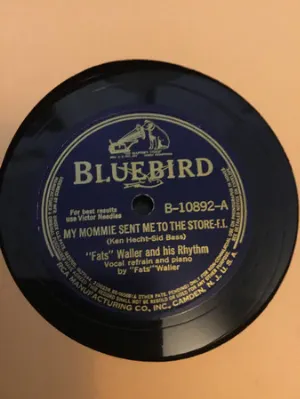 BLUEBIRD
For best results
use Victor Needles
B-10892-A
MY MOMMIE SENT ME TO THE STORE-F.T.
(Ken Hecht-Sid Bass)
"Fats" Waller and his Rhythm
Vocal refrain and piano
by "Fats" Waller
RCA MANUFACTURING CO., INC., CAMDEN, N. J., U. S. A.